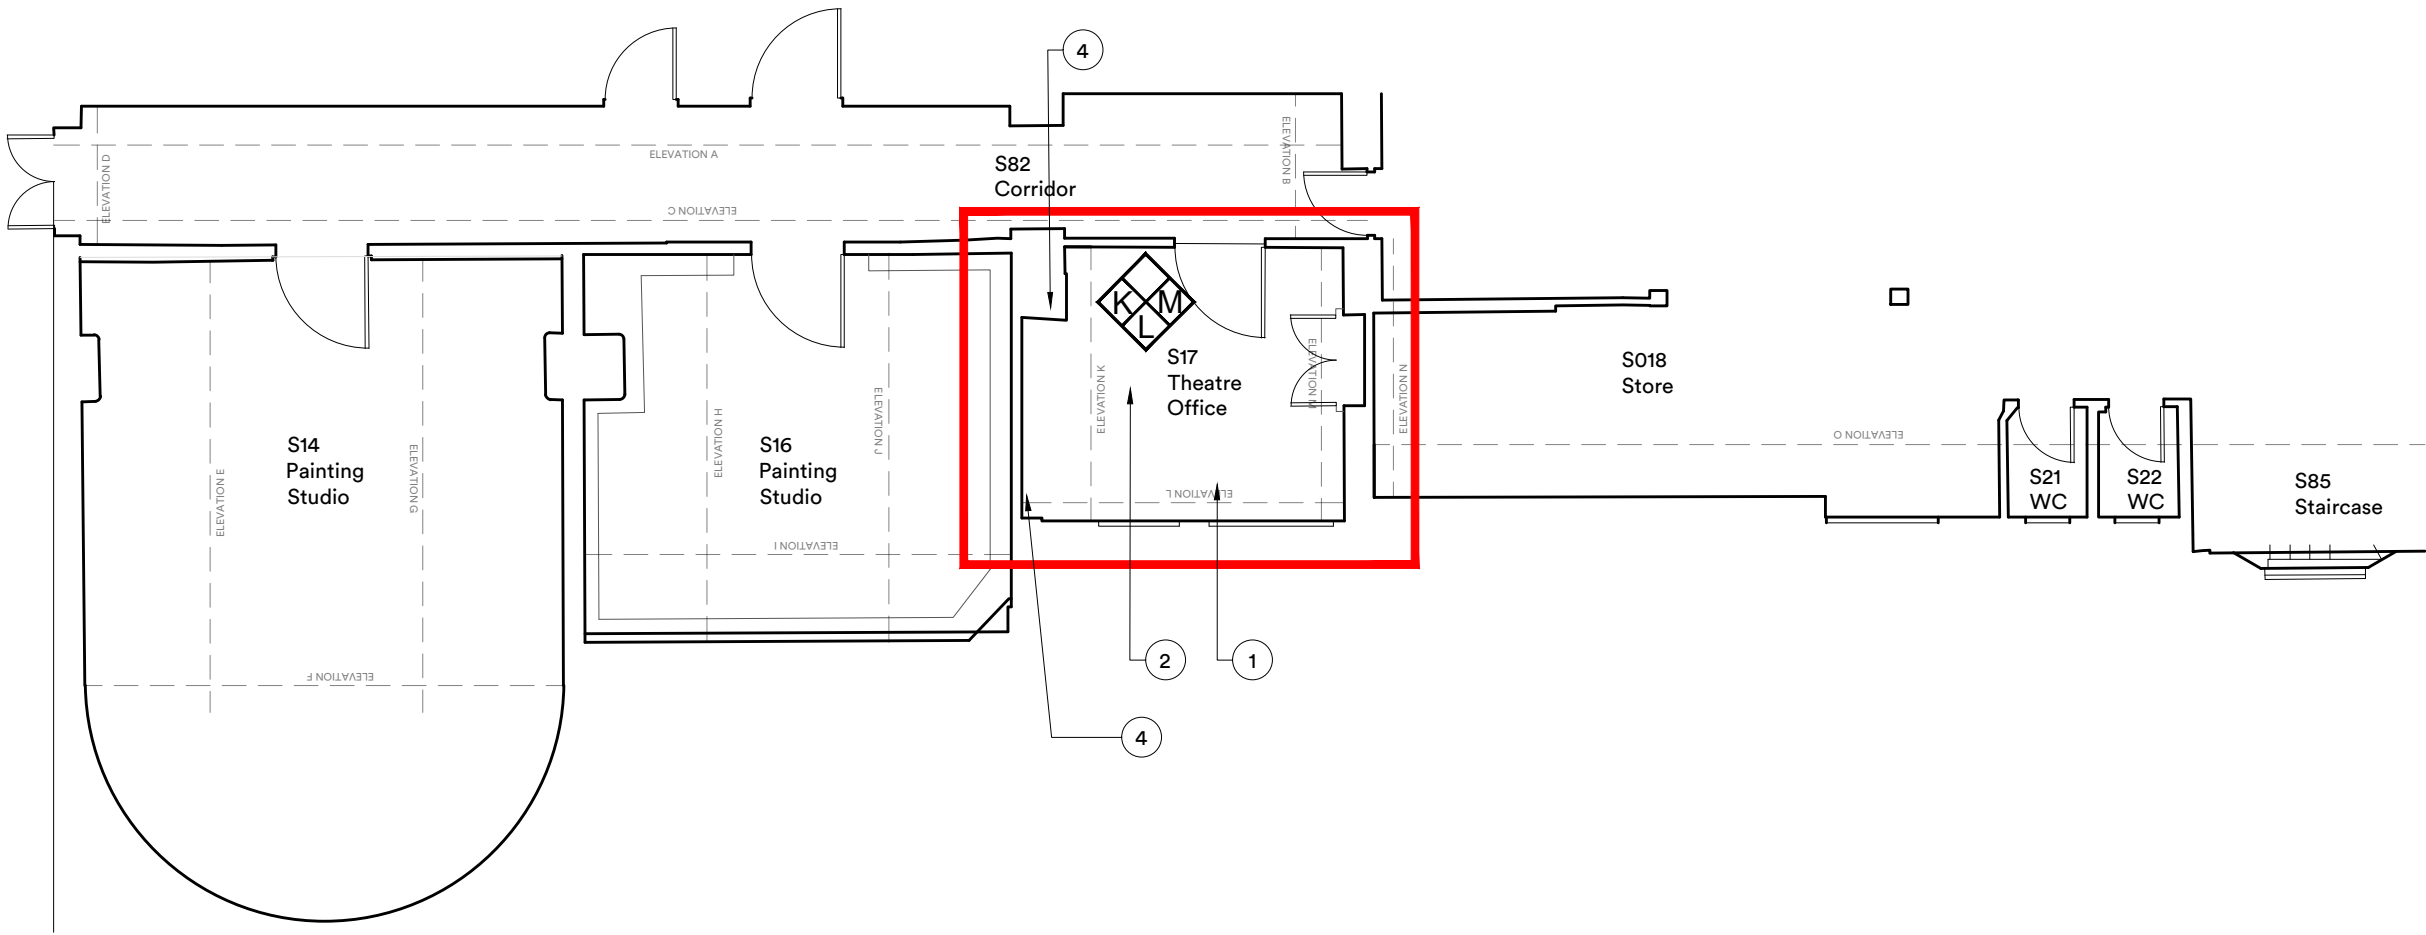 4
ELEVATION A
ELEVATION D
ELEVATION B
S82
Corridor
ELEVATION C
K
M
L
S17
Theatre
Office
ELEVATION K
ELEVATION M
ELEVATION N
ELEVATION L
S018
Store
ELEVATION O
S14
Painting
Studio
ELEVATION E
ELEVATION G
ELEVATION F
S16
Painting
Studio
ELEVATION H
ELEVATION J
ELEVATION I
S21
WC
S22
WC
S85
Staircase
2
1
4